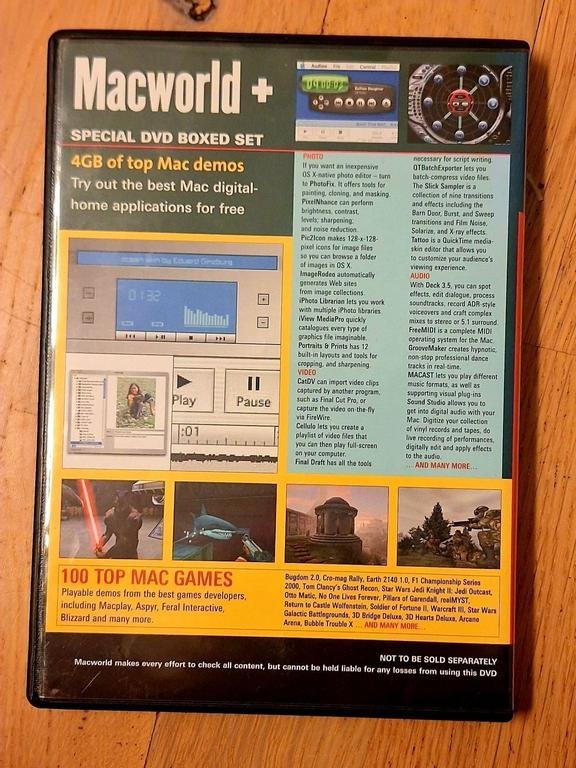 Macworld +
SPECIAL DVD BOXED SET
4GB of top Mac demos
Try out the best Mac digital-
home applications for free
Audion File Edit Control
ocean skin by Eduard Ginzburg
01:32
Play
Pause
:01
PHOTO
If you want an inexpensive
OS X-native photo editor – turn
to PhotoFix. It offers tools for
painting, cloning, and masking.
PixelNhance can perform
brightness, contrast,
levels; sharpening;
and noise reduction.
Pic2Icon makes 128-x-128-
pixel icons for image files
so you can browse a folder
of images in OS X.
ImageRodeo automatically
generates Web sites
from image collections.
iPhoto Librarian lets you work
with multiple iPhoto libraries.
iView MediaPro quickly
catalogues every type of
graphics file imaginable.
Portraits & Prints has 12
built-in layouts and tools for
cropping, and sharpening.
VIDEO
CatDV can import video clips
captured by another program,
such as Final Cut Pro, or
capture the video on-the-fly
via FireWire.
Cellulo lets you create a
playlist of video files that
you can then play full-screen
on your computer.
Final Draft has all the tools
necessary for script writing.
QTBatchExporter lets you
batch-compress video files.
The Slick Sampler is a
collection of nine transitions
and effects including the
Barn Door, Burst, and Sweep
transitions and Film Noise,
Solarize, and X-ray effects.
Tattoo is a QuickTime media-
skin editor that allows you
to customize your audience's
viewing experience.
AUDIO
With Deck 3.5, you can spot
effects, edit dialogue, process
soundtracks, record ADR-style
voiceovers and craft complex
mixes to stereo or 5.1 surround.
FreeMIDI is a complete MIDI
operating system for the Mac.
GrooveMaker creates hypnotic,
non-stop professional dance
tracks in real-time.
MACAST lets you play different
music formats, as well as
supporting visual plug-ins
Sound Studio allows you to
get into digital audio with your
Mac. Digitize your collection
of vinyl records and tapes, do
live recording of performances,
digitally edit and apply effects
to the audio.
... AND MANY MORE...
100 TOP MAC GAMES
Playable demos from the best games developers,
including Macplay, Aspyr, Feral Interactive,
Blizzard and many more.
Bugdom 2.0, Cro-mag Rally, Earth 2140 1.0, F1 Championship Series
2000, Tom Clancy's Ghost Recon, Star Wars Jedi Knight II: Jedi Outcast,
Otto Matic, No One Lives Forever, Pillars of Garendall, realMYST,
Return to Castle Wolfenstein, Soldier of Fortune II, Warcraft III, Star Wars
Galactic Battlegrounds, 3D Bridge Deluxe, 3D Hearts Deluxe, Arcane
Arena, Bubble Trouble X ... AND MANY MORE...
NOT TO BE SOLD SEPARATELY
Macworld makes every effort to check all content, but cannot be held liable for any losses from using this DVD